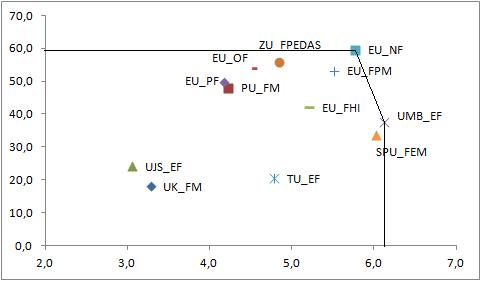 70,0
60,0
50,0
40,0
30,0
20,0
10,0
0,0
ZU_FPEDAS
EU_NF
EU_OF
EU_FPM
EU_PF
PU_FM
EU_FHI
UMB_EF
SPU_FEM
UJS_EF
UK_FM
TU_EF
2,0 3,0 4,0 5,0 6,0 7,0